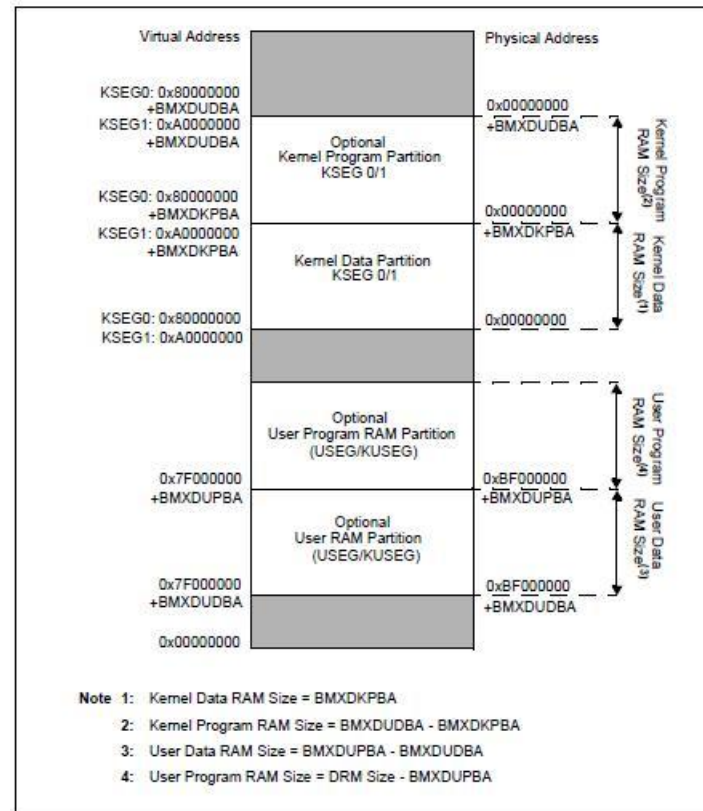 Virtual Address
Physical Address
KSEG0: 0x80000000
+BMXDUDBA
KSEG1: 0xA0000000
+BMXDUDBA
0x00000000
+BMXDUDBA
Optional
Kernel Program Partition
KSEG 0/1
Kernel Program
RAM Size(2)
KSEG0: 0x80000000
+BMXDKPBA
KSEG1: 0xA0000000
+BMXDKPBA
0x00000000
+BMXDKPBA
Kernel Data Partition
KSEG 0/1
Kernel Data
RAM Size(1)
KSEG0: 0x80000000
KSEG1: 0xA0000000
0x00000000
Optional
User Program RAM Partition
(USEG/KUSEG)
User Program
RAM Size(4)
0x7F000000
+BMXDUPBA
0xBF000000
+BMXDUPBA
Optional
User RAM Partition
(USEG/KUSEG)
User Data
RAM Size(3)
0x7F000000
+BMXDUDBA
0xBF000000
+BMXDUDBA
0x00000000
Note 1: Kernel Data RAM Size = BMXDKPBA
2: Kernel Program RAM Size = BMXDUDBA - BMXDKPBA
3: User Data RAM Size = BMXDUPBA - BMXDUDBA
4: User Program RAM Size = DRM Size - BMXDUPBA